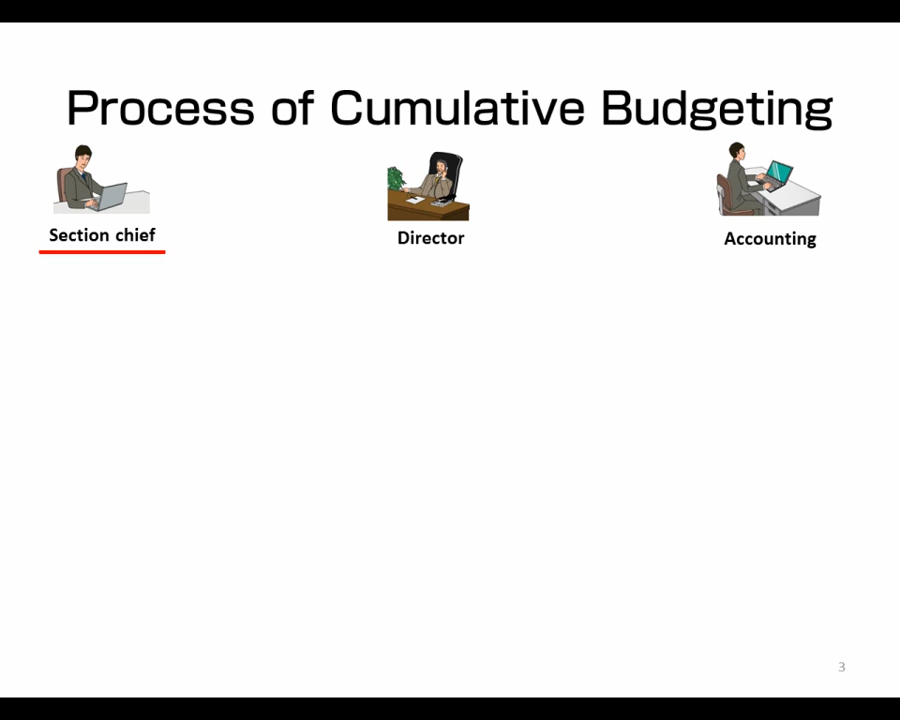 Process of Cumulative Budgeting
Section chief
Director
Accounting
3